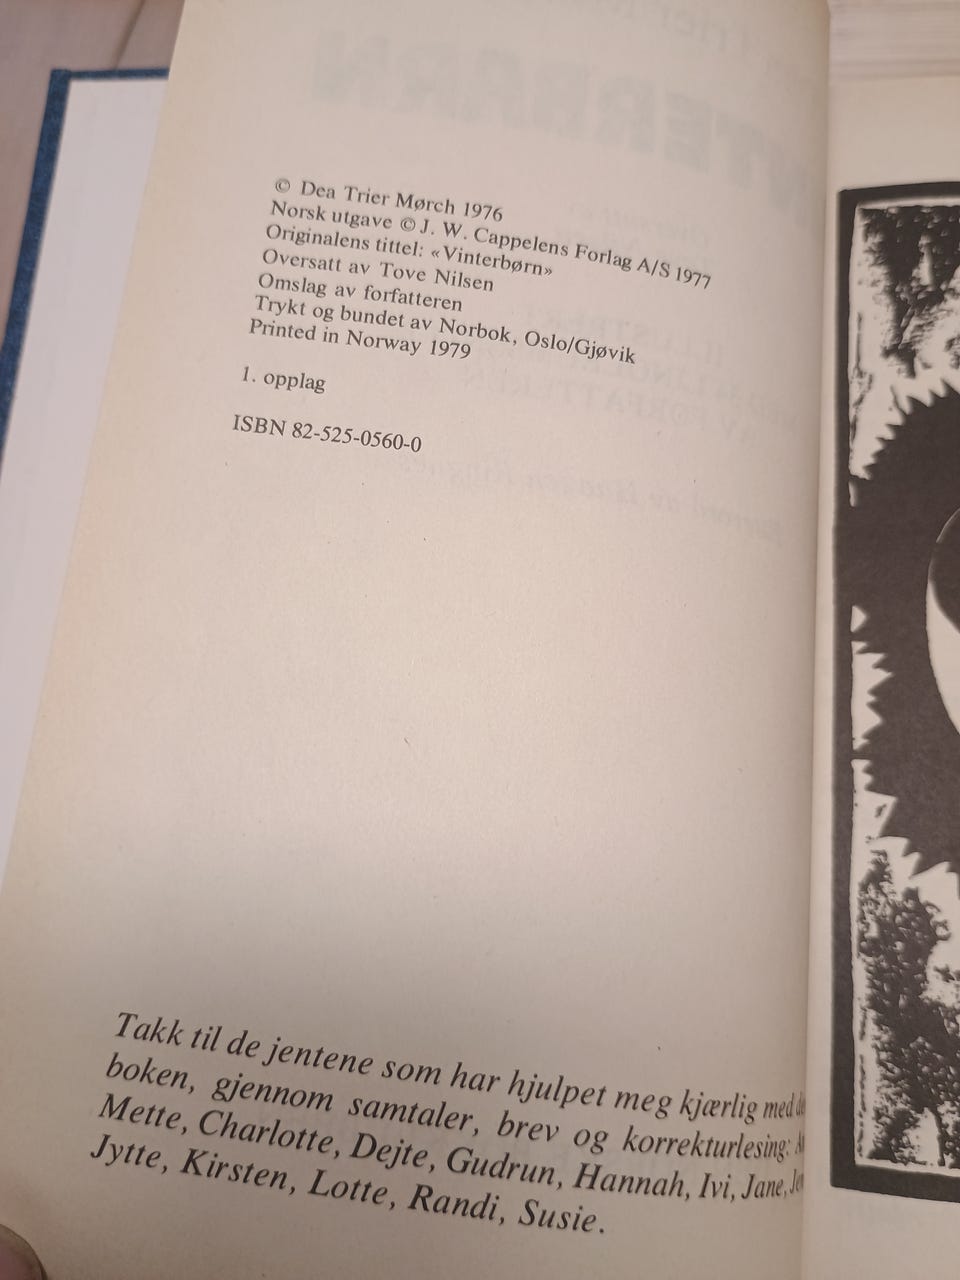 © Dea Trier Mørch 1976
Norsk utgave © J. W. Cappelens Forlag A/S 1977
Originalens tittel: «Vinterbørn»
Oversatt av Tove Nilsen
Omslag av forfatteren
Trykt og bundet av Norbok, Oslo/Gjøvik
Printed in Norway 1979
1. opplag
ISBN 82-525-0560-0
Takk til de jentene som har hjulpet meg kjærlig med
boken, gjennom samtaler, brev og korrekturlesing:
Mette, Charlotte, Dejte, Gudrun, Hannah, Ivi, Jane,
Jytte, Kirsten, Lotte, Randi, Susie.